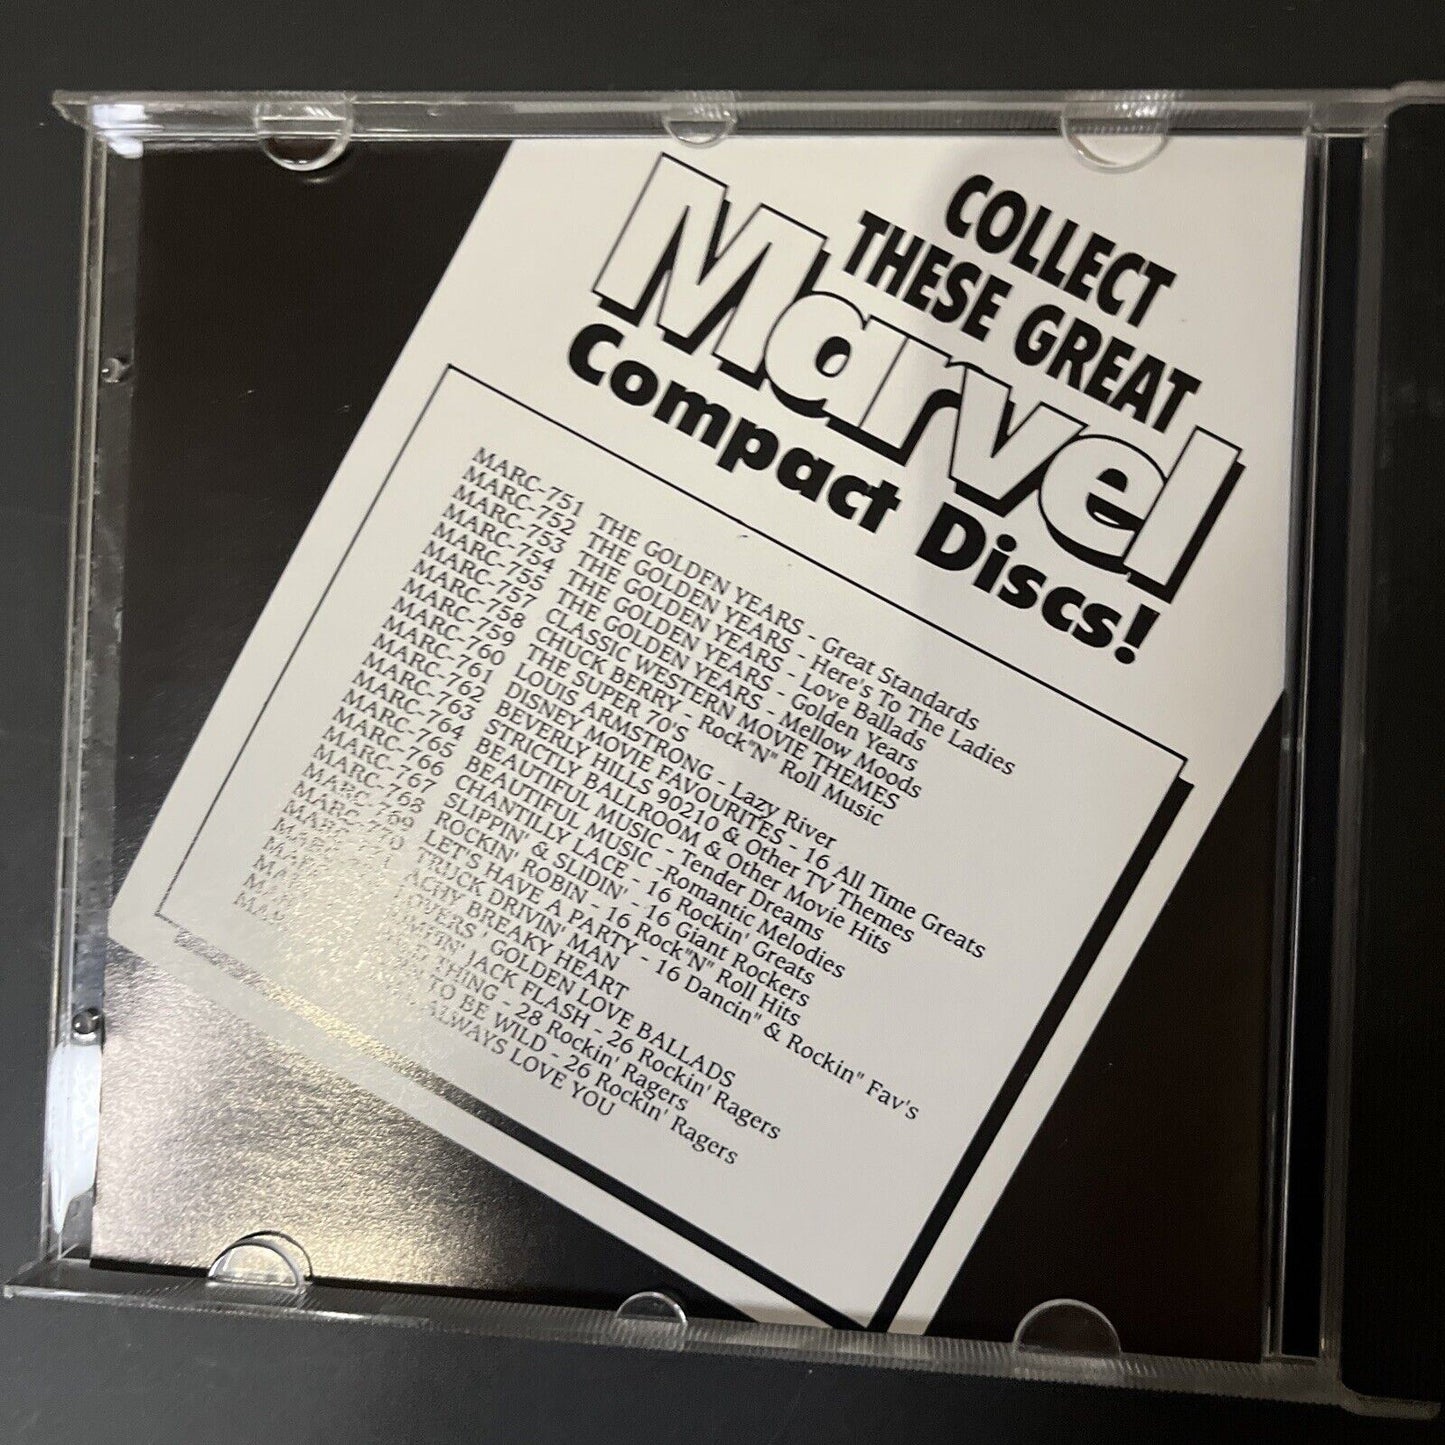 COLLECT
THESE GREAT
Marvel
Compact Discs!
MARC-751 THE GOLDEN YEARS - Great Standards
MARC-752 THE GOLDEN YEARS - Here's To The Ladies
MARC-753 THE GOLDEN YEARS - Love Ballads
MARC-754 THE GOLDEN YEARS - Golden Years
MARC-755 THE GOLDEN YEARS - Mellow Moods
MARC-757 CLASSIC WESTERN MOVIE THEMES
MARC-758 CHUCK BERRY - Rock"N" Roll Music
MARC-759 THE SUPER 70'S
MARC-760 LOUIS ARMSTRONG - Lazy River
MARC-761 DISNEY MOVIE FAVOURITES - 16 All Time Greats
MARC-762 BEVERLY HILLS 90210 & Other TV Themes
MARC-763 STRICTLY BALLROOM & Other Movie Hits
MARC-764 BEAUTIFUL MUSIC - Tender Dreams
MARC-765 BEAUTIFUL MUSIC -Romantic Melodies
MARC-766 CHANTILLY LACE - 16 Rockin' Greats
MARC-767 SLIPPIN' & SLIDIN' - 16 Giant Rockers
MARC-768 ROCKIN' ROBIN - 16 Rock"N" Roll Hits
MARC-769 LET'S HAVE A PARTY - 16 Dancin" & Rockin" Fav's
MARC-770 TRUCK DRIVIN' MAN
ACHY BREAKY HEART
LOVERS' GOLDEN LOVE BALLADS
JACK FLASH - 26 Rockin' Ragers
THING - 28 Rockin' Ragers
TO BE WILD - 26 Rockin' Ragers
ALWAYS LOVE YOU